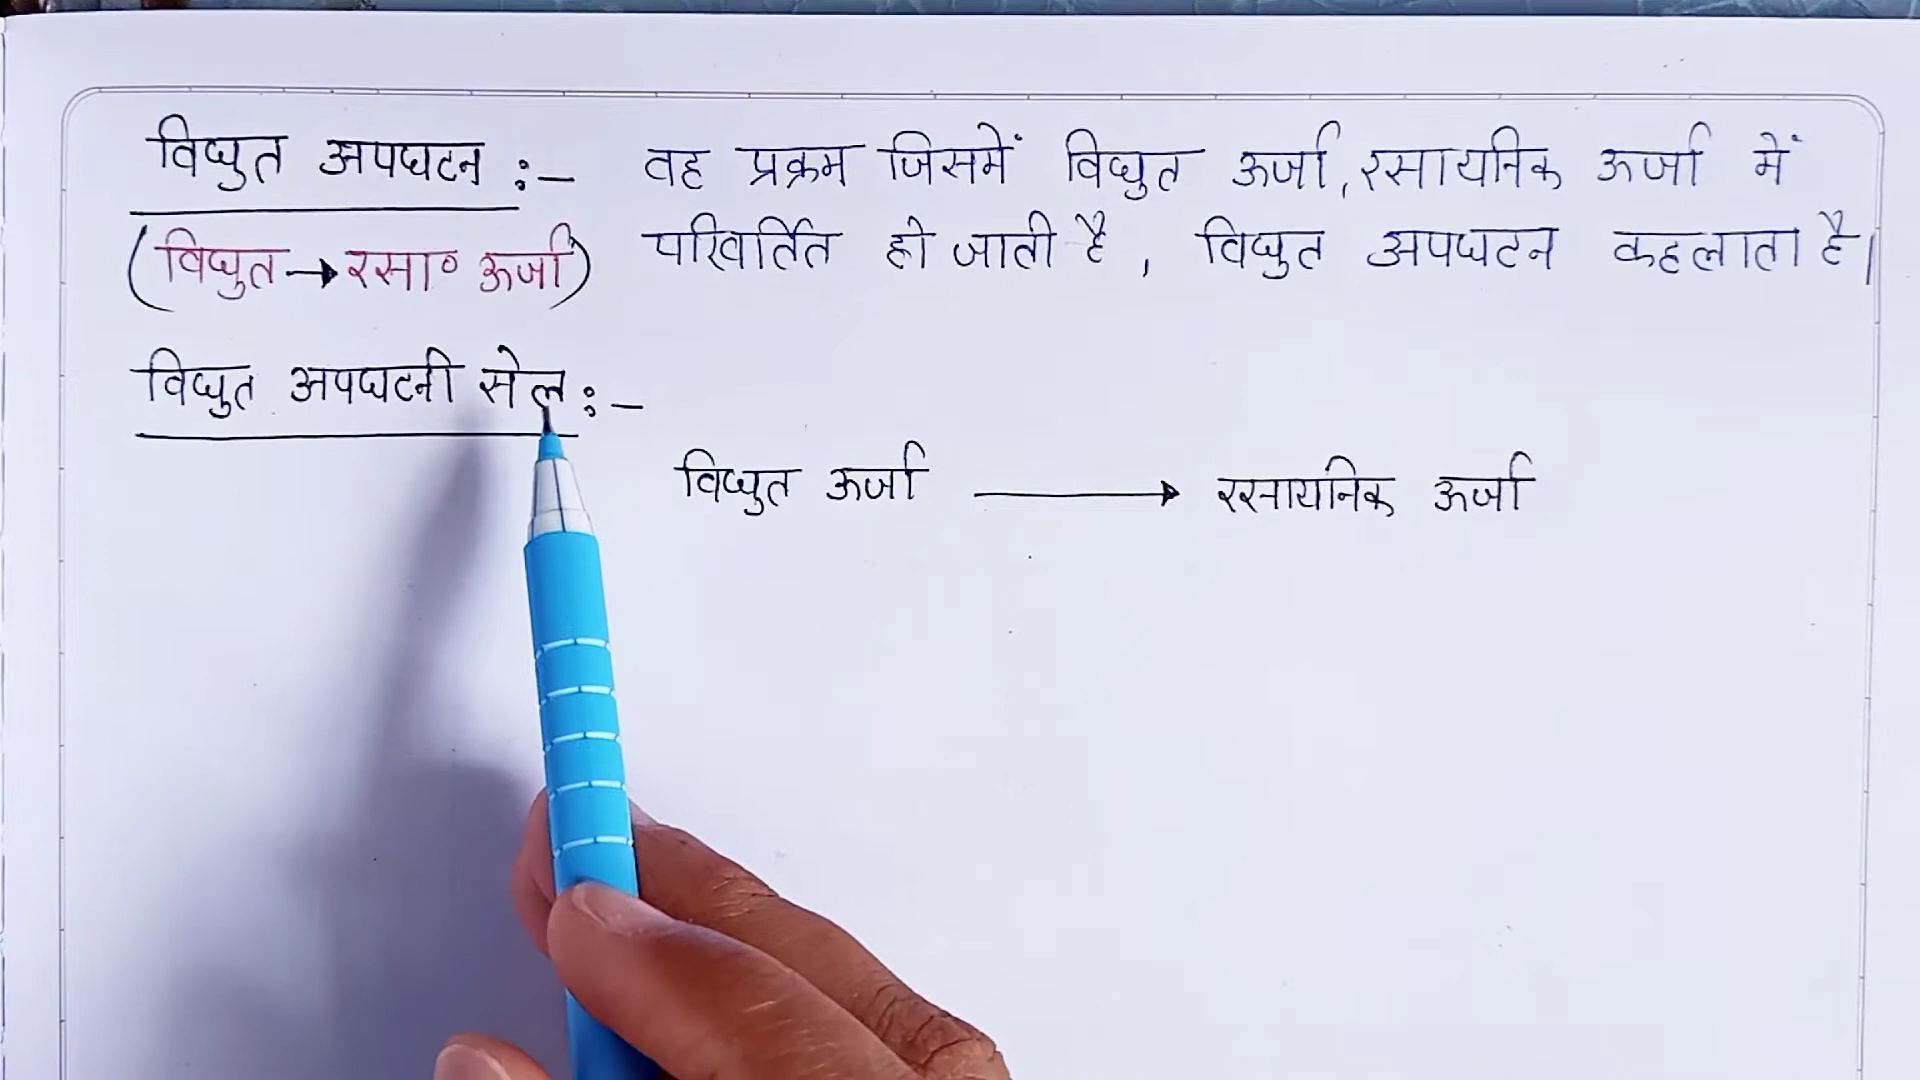 विधुत अपघटन :- वह प्रक्रम जिसमें विधुत ऊर्जा, रसायनिक ऊर्जा में
(विधुत → रसा० ऊर्जा) परिवर्तित हो जाती है, विधुत अपघटन कहलाता है।
विधुत अपघटनी सेल :-
विधुत ऊर्जा → रसायनिक ऊर्जा